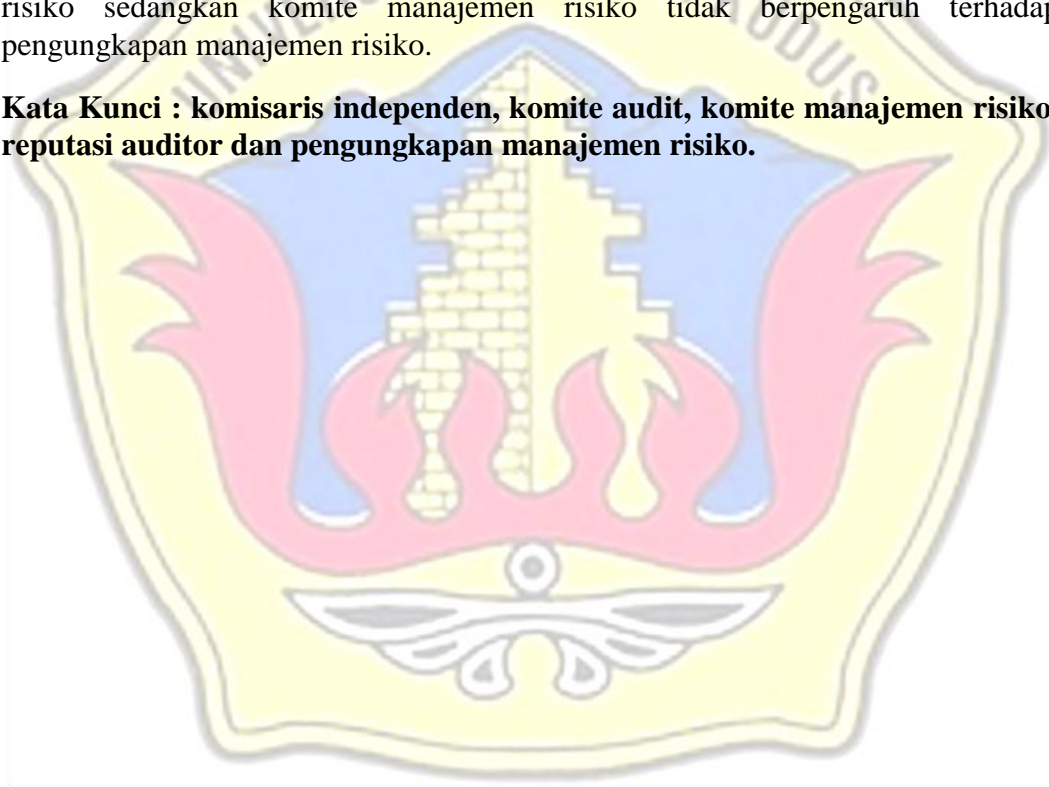 risiko sedangkan komite manajemen risiko tidak berpengaruh terhadap
pengungkapan manajemen risiko.
Kata Kunci : komisaris independen, komite audit, komite manajemen risiko
reputasi auditor dan pengungkapan manajemen risiko.